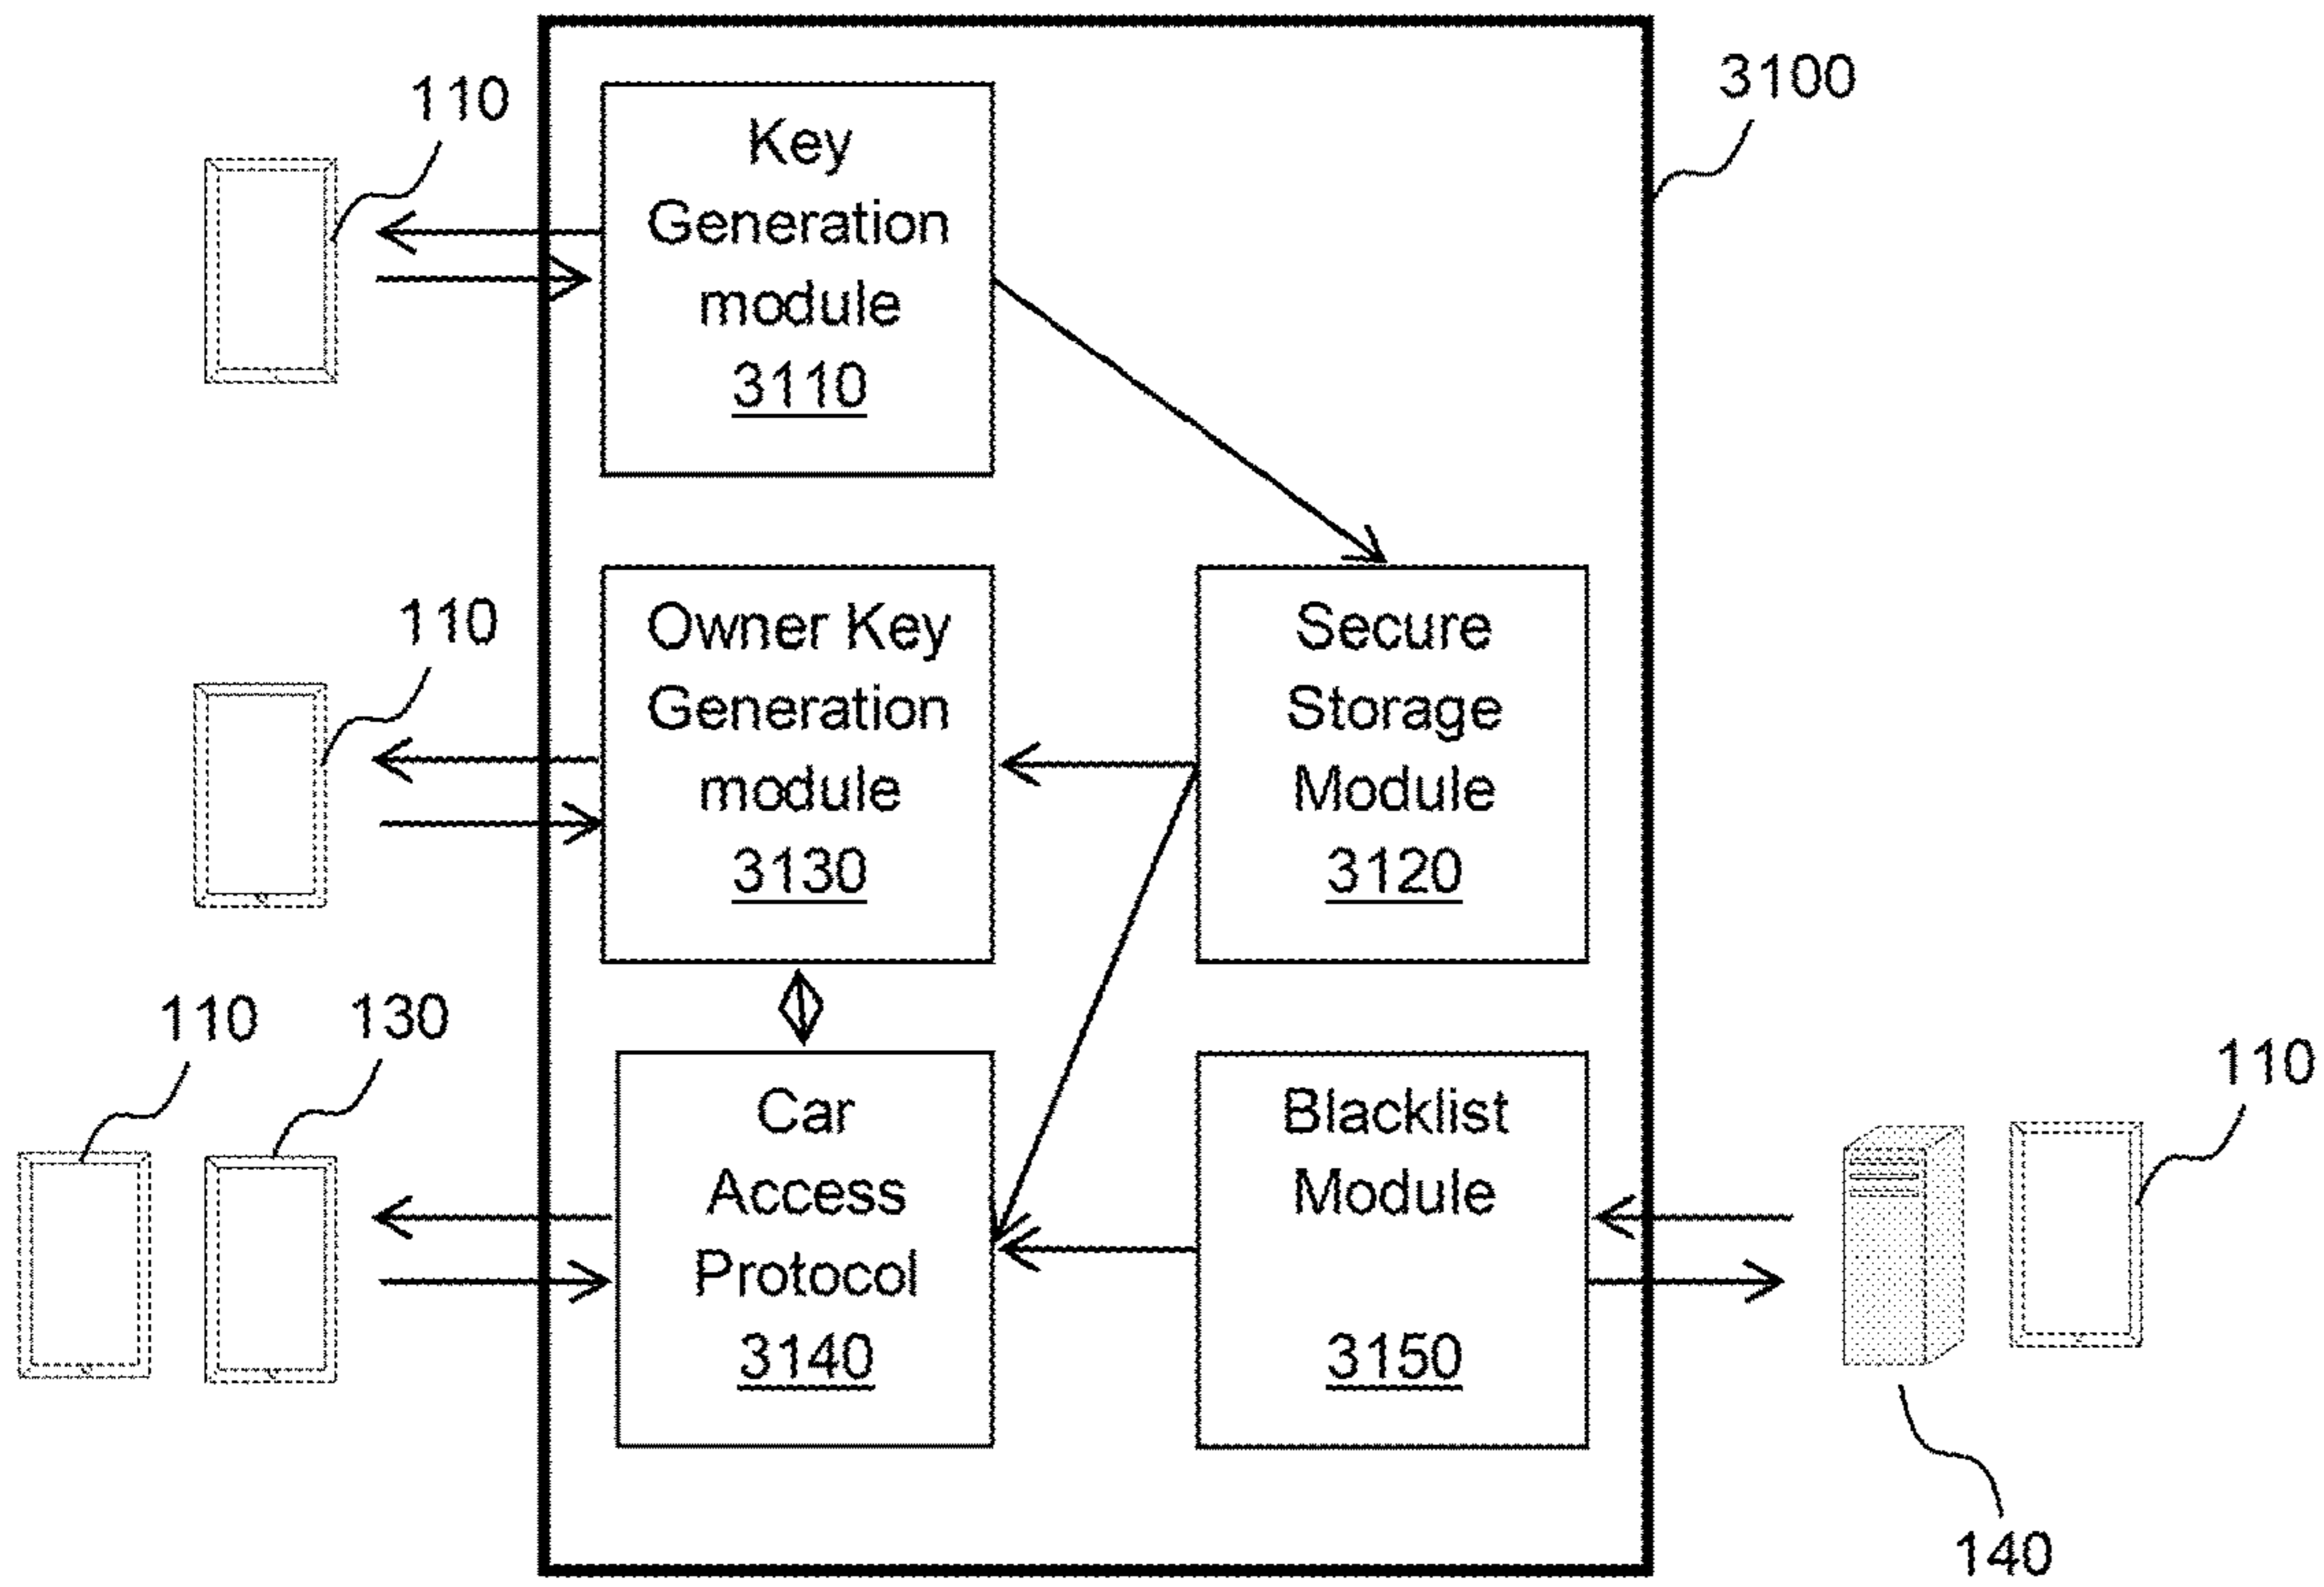 110
3100
Key
Generation
module
3110
110
Owner Key
Generation
module
3130
Secure
Storage
Module
3120
110
130
Car
Access
Protocol
3140
Blacklist
Module
3150
110
140